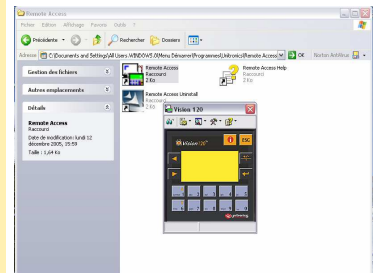 Remote Access
Fichier Edition Affichage Favoris Outils ?
Précédente Rechercher Dossiers
Adresse C:\Documents and Settings\All Users.WINDOWS.0\Menu Démarrer\Programmes\Unitronics\Remote Access OK Norton AntiVirus
Gestion des fichiers
Autres emplacements
Détails
Remote Access
Raccourci
Date de modification: lundi 12
décembre 2005, 15:59
Taille : 1,64 Ko
Remote Access
Raccourci
2 Ko
Remote Access Help
Raccourci
2 Ko
Remote Access Uninstall
Raccourci
2 Ko
Vision 120
Vision 120
i ESC